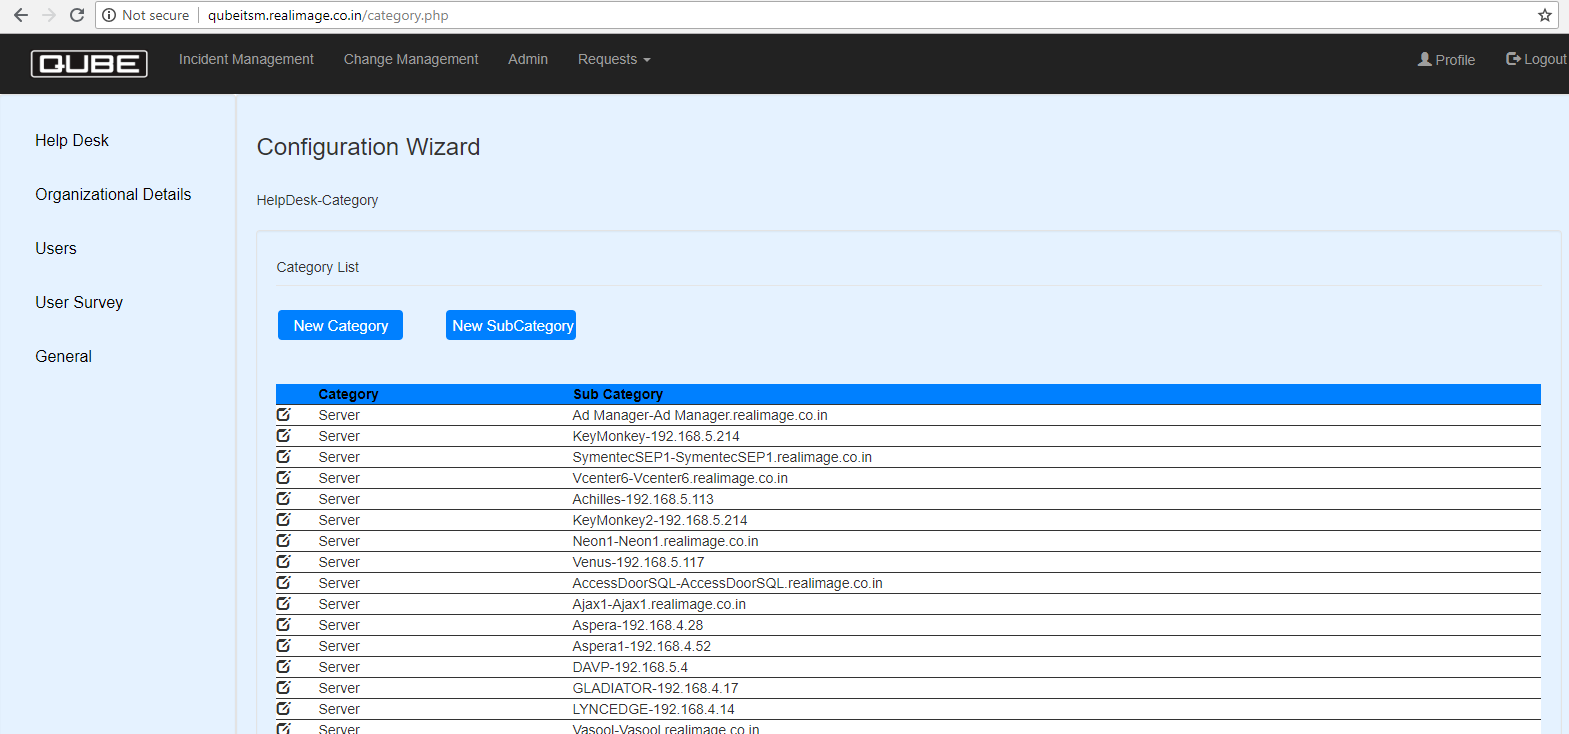 Not secure qubeitsm.realimage.co.in/category.php
QUBE Incident Management Change Management Admin Requests Profile Logout
Help Desk
Organizational Details
Users
User Survey
General
Configuration Wizard
HelpDesk-Category
Category List
New Category New SubCategory
Category Sub Category
Server Ad Manager-Ad Manager.realimage.co.in
Server KeyMonkey-192.168.5.214
Server SymentecSEP1-SymentecSEP1.realimage.co.in
Server Vcenter6-Vcenter6.realimage.co.in
Server Achilles-192.168.5.113
Server KeyMonkey2-192.168.5.214
Server Neon1-Neon1.realimage.co.in
Server Venus-192.168.5.117
Server AccessDoorSQL-AccessDoorSQL.realimage.co.in
Server Ajax1-Ajax1.realimage.co.in
Server Aspera-192.168.4.28
Server Aspera1-192.168.4.52
Server DAVP-192.168.5.4
Server GLADIATOR-192.168.4.17
Server LYNCEDGE-192.168.4.14
Server Vasool-Vasool.realimage.co.in